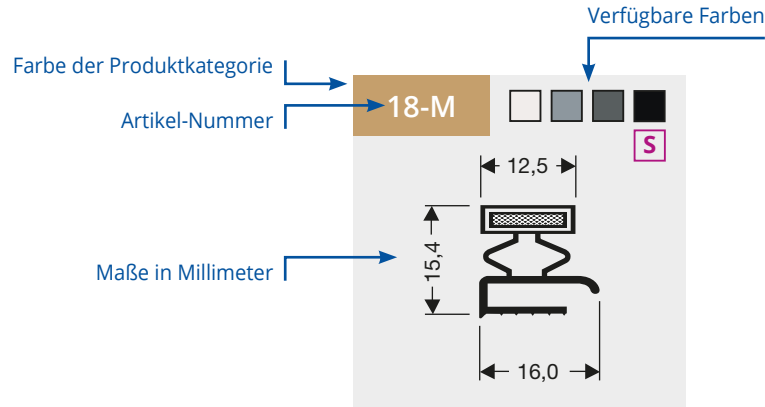 Verfügbare Farben
Farbe der Produktkategorie
18-M
Artikel-Nummer
S
12,5
15,4
Maße in Millimeter
16,0